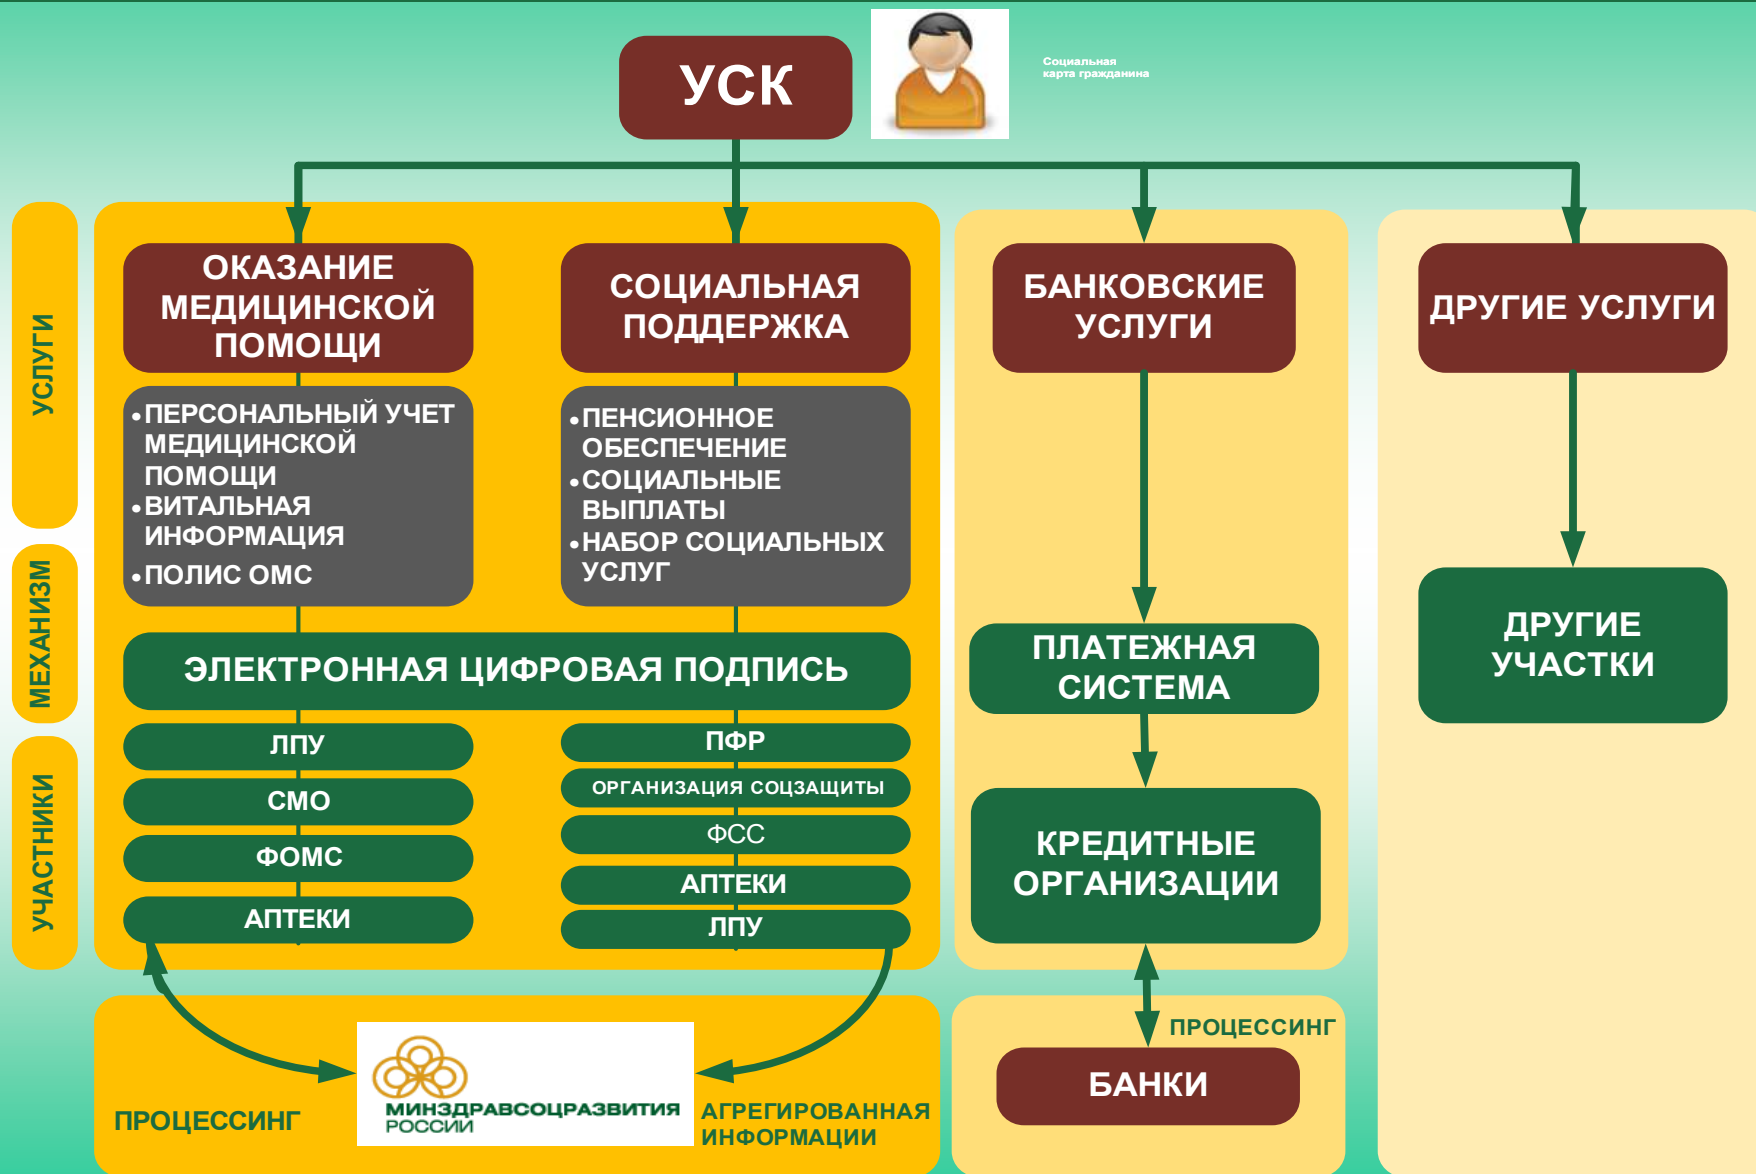 УСК
Социальная
карта гражданина
УСЛУГИ
ОКАЗАНИЕ
МЕДИЦИНСКОЙ
ПОМОЩИ
СОЦИАЛЬНАЯ
ПОДДЕРЖКА
БАНКОВСКИЕ
УСЛУГИ
ДРУГИЕ УСЛУГИ
•ПЕРСОНАЛЬНЫЙ УЧЕТ
МЕДИЦИНСКОЙ
ПОМОЩИ
•ВИТАЛЬНАЯ
ИНФОРМАЦИЯ
•ПОЛИС ОМС
•ПЕНСИОННОЕ
ОБЕСПЕЧЕНИЕ
•СОЦИАЛЬНЫЕ
ВЫПЛАТЫ
•НАБОР СОЦИАЛЬНЫХ
УСЛУГ
МЕХАНИЗМ
ЭЛЕКТРОННАЯ ЦИФРОВАЯ ПОДПИСЬ
ПЛАТЕЖНАЯ
СИСТЕМА
ДРУГИЕ
УЧАСТКИ
УЧАСТНИКИ
ЛПУ
СМО
ФОМС
АПТЕКИ
ПФР
ОРГАНИЗАЦИЯ СОЦЗАЩИТЫ
ФСС
АПТЕКИ
ЛПУ
КРЕДИТНЫЕ
ОРГАНИЗАЦИИ
ПРОЦЕССИНГ
МИНЗДРАВСОЦРАЗВИТИЯ
РОССИИ
АГРЕГИРОВАННАЯ
ИНФОРМАЦИИ
ПРОЦЕССИНГ
БАНКИ